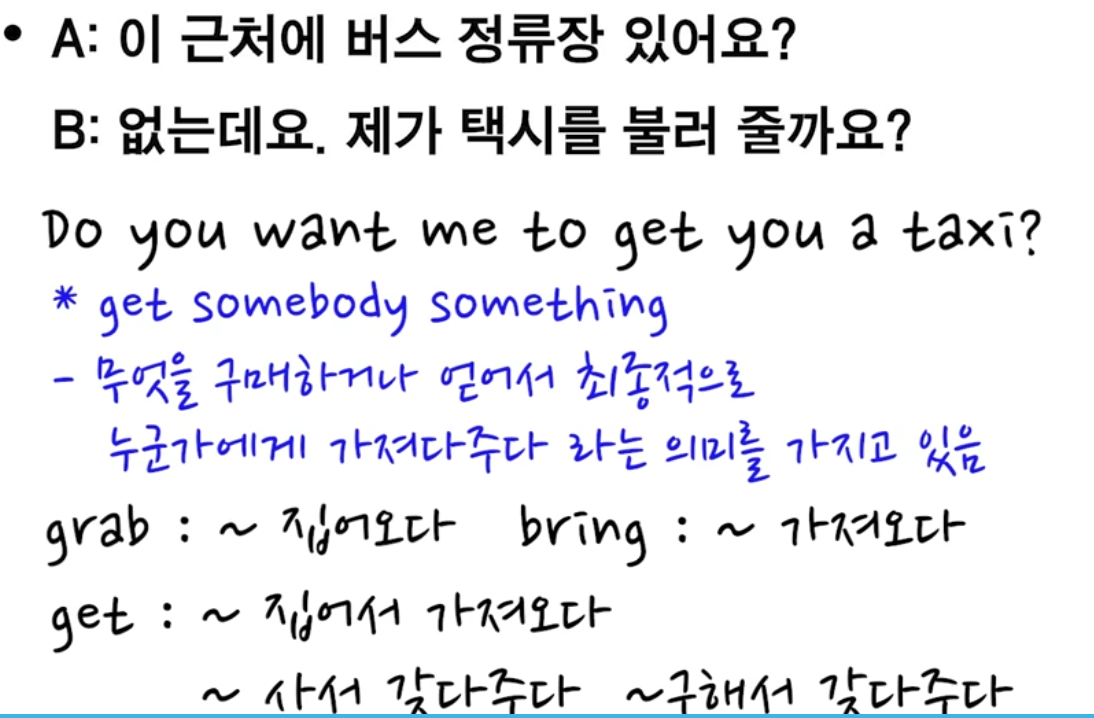 • A: 이 근처에 버스 정류장 있어요?
B: 없는데요. 제가 택시를 불러 줄까요?
Do you want me to get you a taxi?
* get somebody something
- 무엇을 구매하거나 얻어서 최종적으로
누군가에게 가져다주다 라는 의미를 가지고 있음
grab : ~ 집어오다 bring : ~ 가져오다
get : ~ 집어서 가져오다
~ 사서 갖다주다 ~구해서 갖다주다